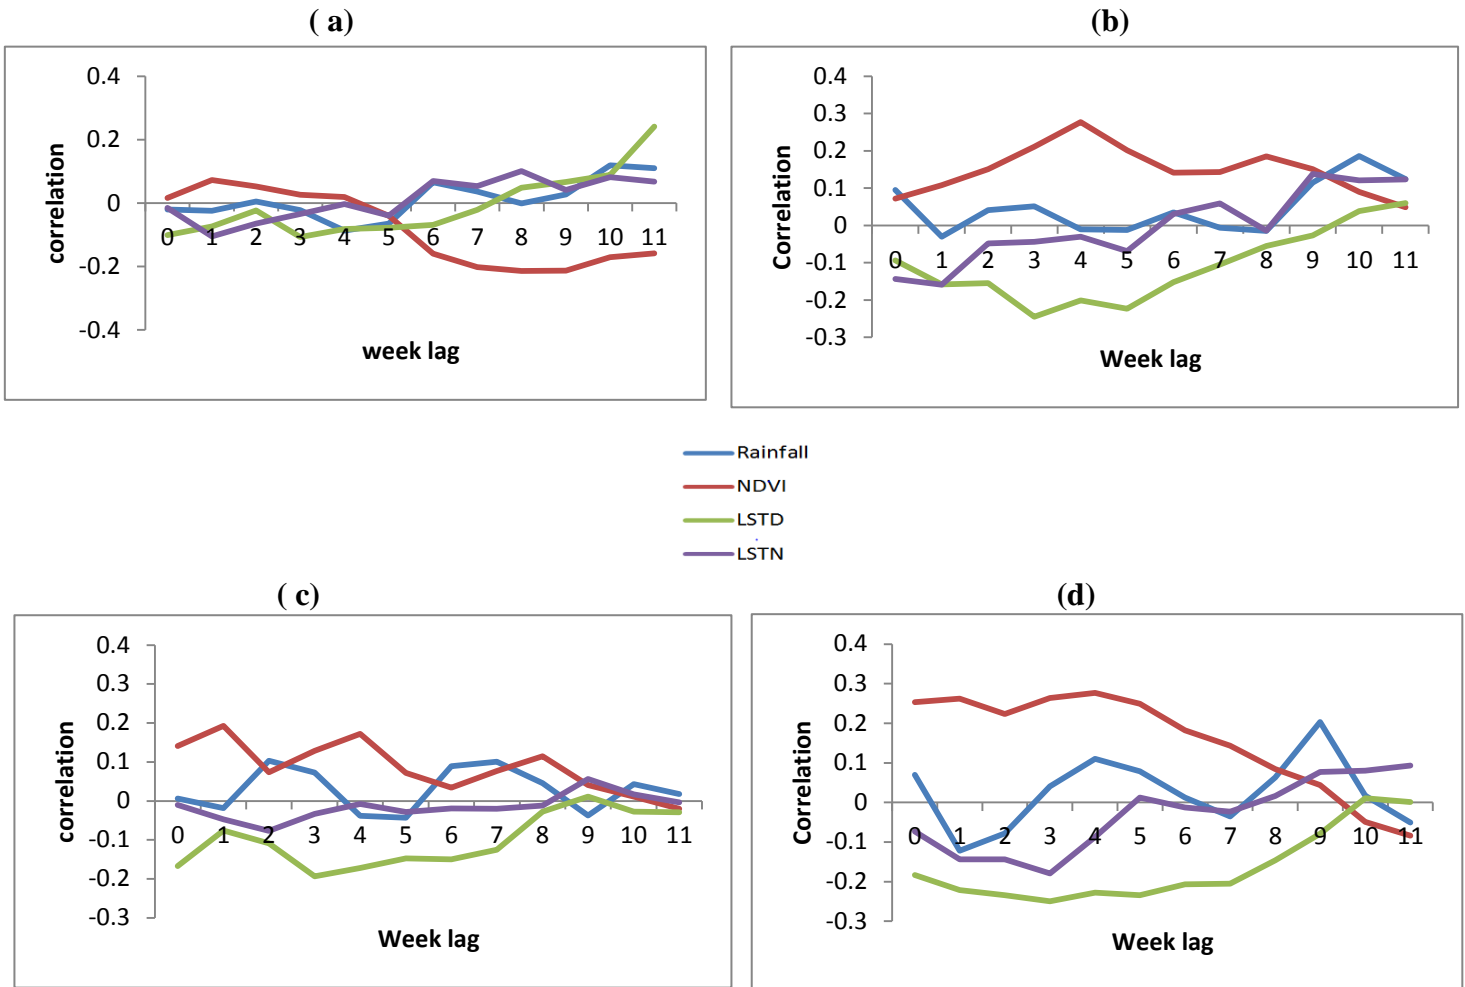 ( a)
0.4
0.2
0
-0.2
-0.4
correlation
0 1 2 3 4 5 6 7 8 9 10 11
week lag
(b)
0.4
0.3
0.2
0.1
0
-0.1
-0.2
-0.3
Correlation
0 1 2 3 4 5 6 7 8 9 10 11
Week lag
Rainfall
NDVI
LSTD
LSTN
( c)
0.4
0.3
0.2
0.1
0
-0.1
-0.2
-0.3
correlation
0 1 2 3 4 5 6 7 8 9 10 11
Week lag
(d)
0.4
0.3
0.2
0.1
0
-0.1
-0.2
-0.3
Correlation
0 1 2 3 4 5 6 7 8 9 10 11
Week lag